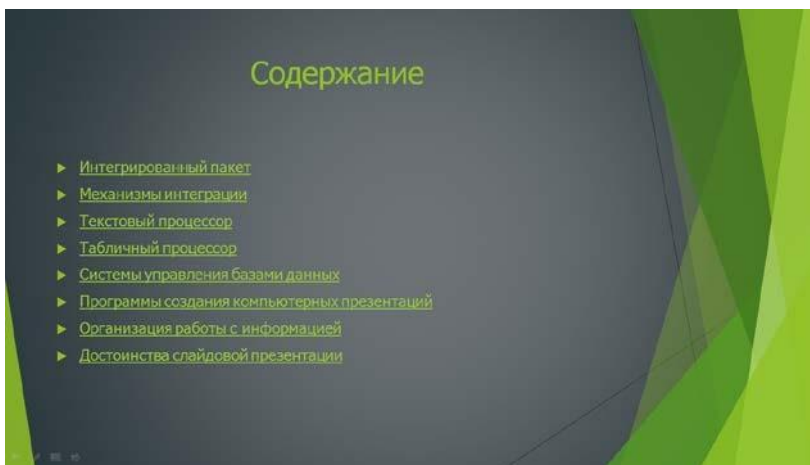 Содержание
Интегрированный пакет
Механизмы интеграции
Текстовый процессор
Табличный процессор
Системы управления базами данных
Программы создания компьютерных презентаций
Организация работы с информацией
Достоинства слайдовой презентации